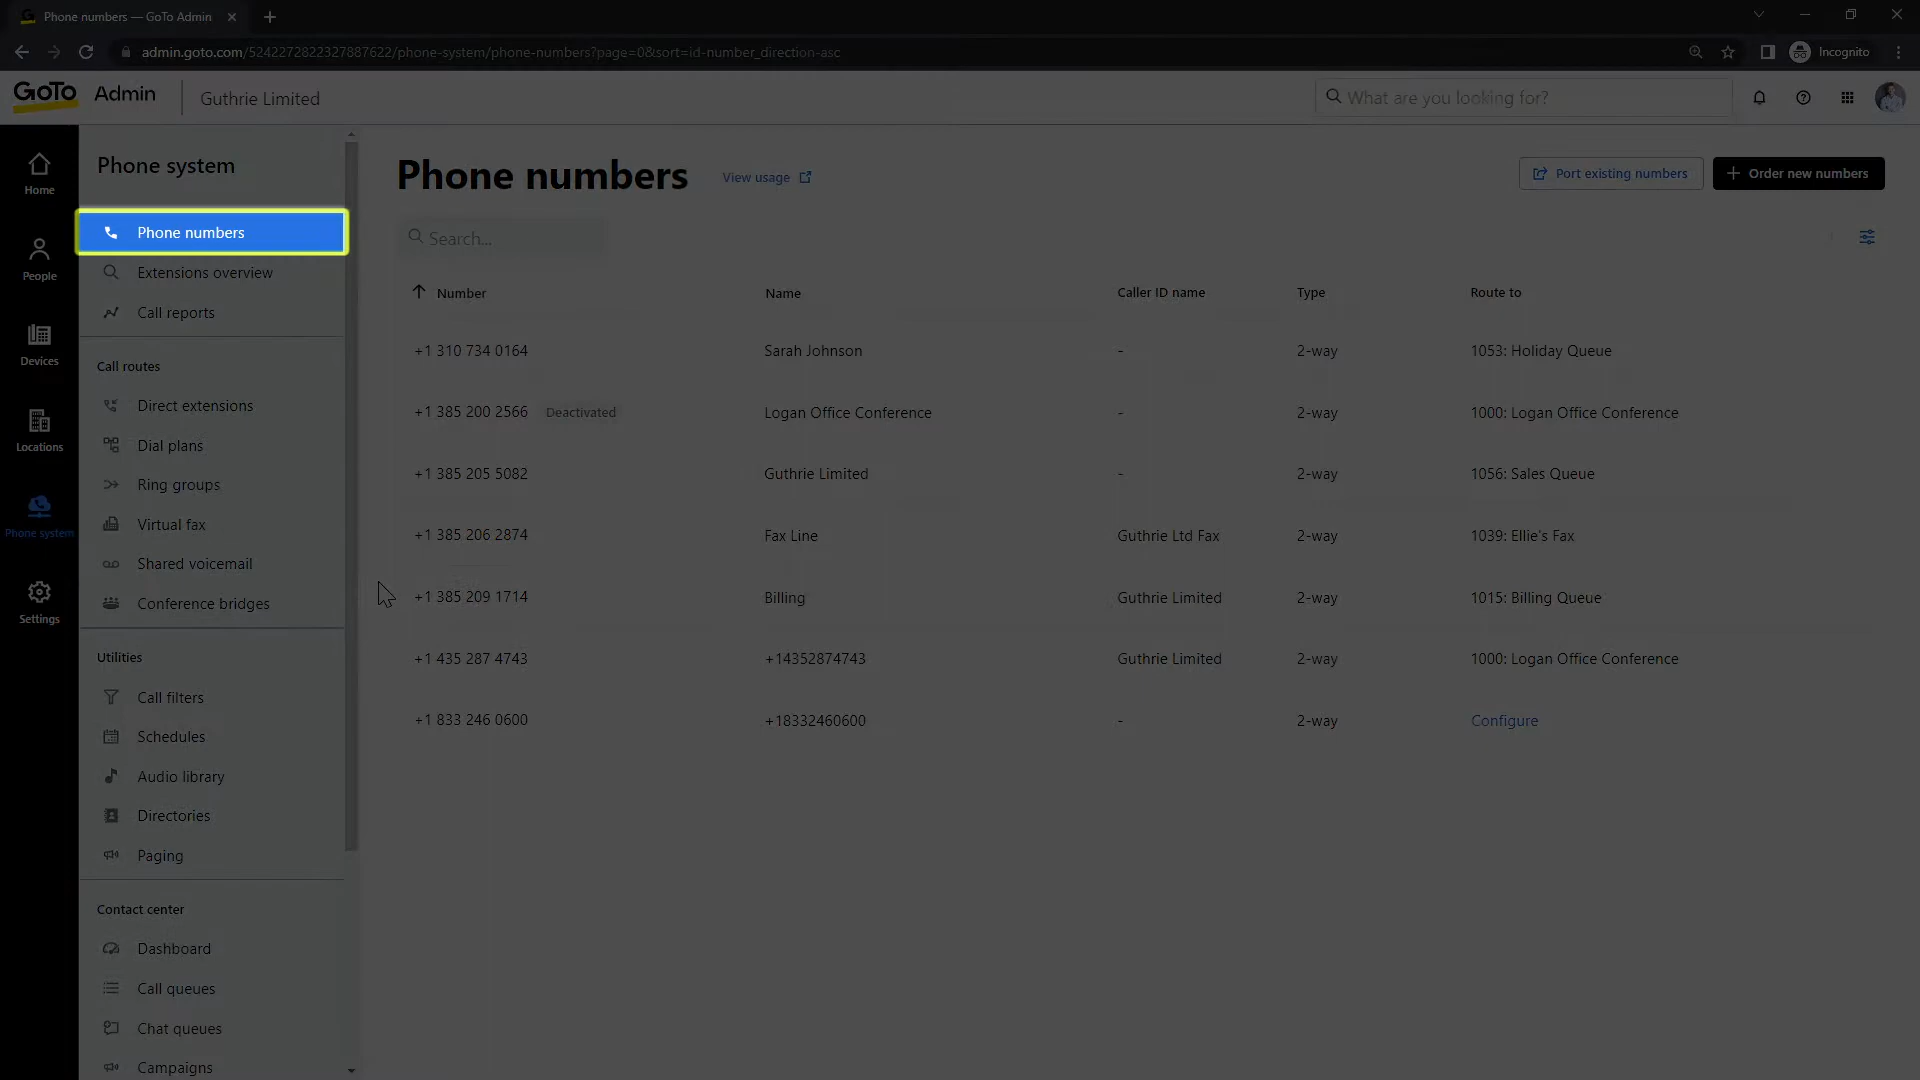 Phone numbers — GoTo Admin
admin.goto.com/5242272822327887622/phone-system/phone-numbers?page=0&sort=id-number_direction-asc
Incognito
GoTo Admin Guthrie Limited
What are you looking for?
Home
People
Devices
Locations
Phone system
Settings
Phone system
Phone numbers
Extensions overview
Call reports
Call routes
Direct extensions
Dial plans
Ring groups
Virtual fax
Shared voicemail
Conference bridges
Utilities
Call filters
Schedules
Audio library
Directories
Paging
Contact center
Dashboard
Call queues
Chat queues
Campaigns
Phone numbers View usage
Port existing numbers
Order new numbers
Search...
Number Name Caller ID name Type Route to
+1 310 734 0164 Sarah Johnson - 2-way 1053: Holiday Queue
+1 385 200 2566 Deactivated Logan Office Conference - 2-way 1000: Logan Office Conference
+1 385 205 5082 Guthrie Limited - 2-way 1056: Sales Queue
+1 385 206 2874 Fax Line Guthrie Ltd Fax 2-way 1039: Ellie's Fax
+1 385 209 1714 Billing Guthrie Limited 2-way 1015: Billing Queue
+1 435 287 4743 +14352874743 Guthrie Limited 2-way 1000: Logan Office Conference
+1 833 246 0600 +18332460600 - 2-way Configure